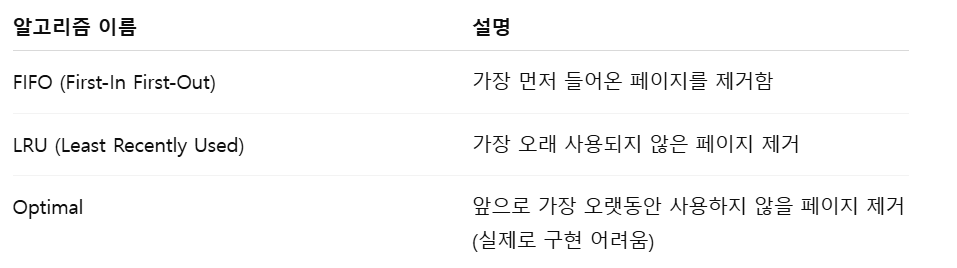 알고리즘 이름 설명
FIFO (First-In First-Out) 가장 먼저 들어온 페이지를 제거함
LRU (Least Recently Used) 가장 오래 사용되지 않은 페이지 제거
Optimal 앞으로 가장 오랫동안 사용하지 않을 페이지 제거
(실제로 구현 어려움)